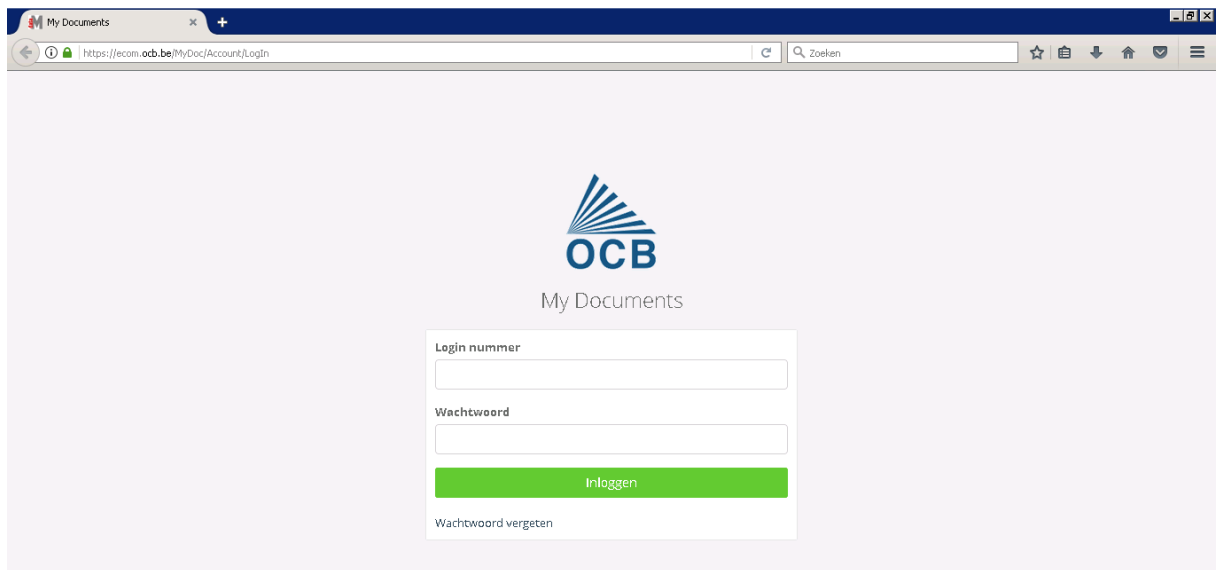 My Documents
https://ecom.ocb.be/MyDoc/Account/LogIn
Zoeken
OCB
My Documents
Login nummer
Wachtwoord
Inloggen
Wachtwoord vergeten